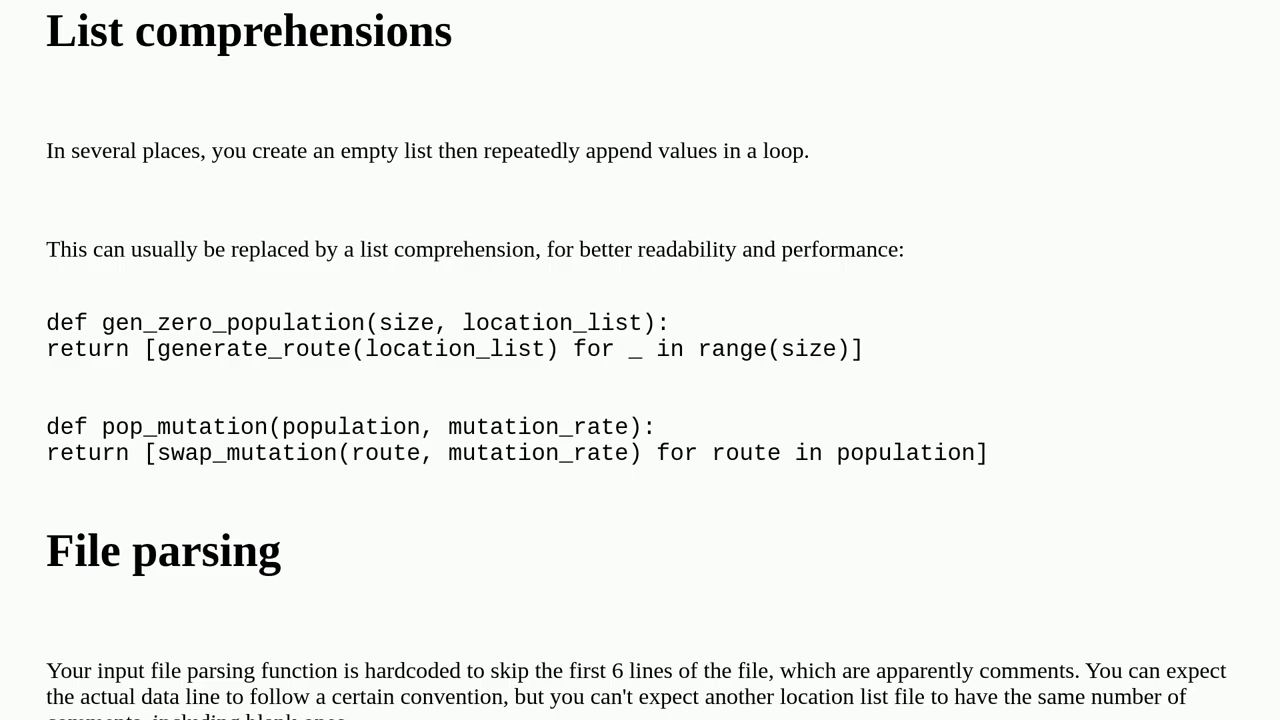 List comprehensions
In several places, you create an empty list then repeatedly append values in a loop.
This can usually be replaced by a list comprehension, for better readability and performance:
def gen_zero_population(size, location_list):
return [generate_route(location_list) for _ in range(size)]
def pop_mutation(population, mutation_rate):
return [swap_mutation(route, mutation_rate) for route in population]
File parsing
Your input file parsing function is hardcoded to skip the first 6 lines of the file, which are apparently comments. You can expect
the actual data line to follow a certain convention, but you can't expect another location list file to have the same number of
comments, including blank ones.